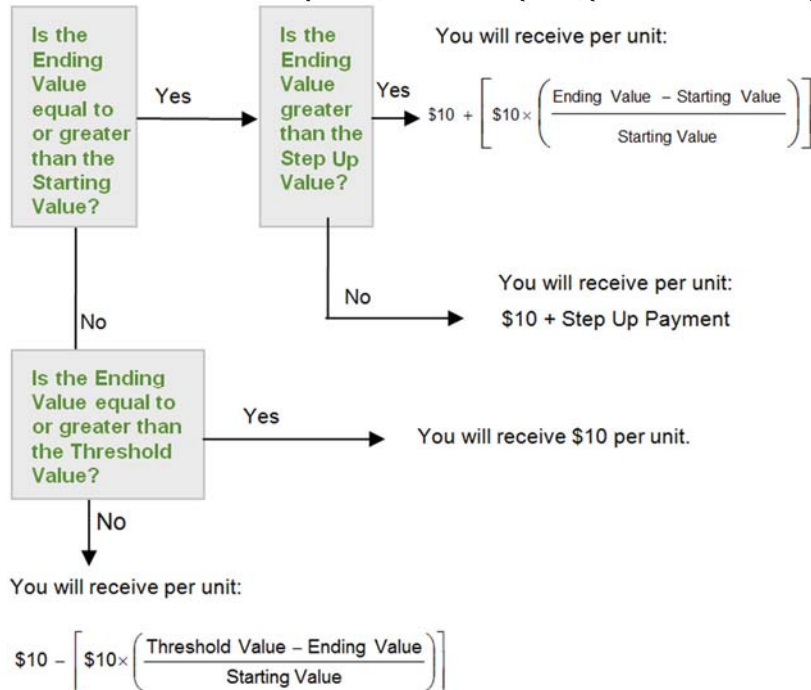 Is the
Ending
Value
equal to
or greater
than the
Starting
Value?
Yes
Is the
Ending
Value
greater
than the
Step Up
Value?
Yes
You will receive per unit:
$10 + [ $10 × ( Ending Value – Starting Value
Starting Value ) ]
No
You will receive per unit:
$10 + Step Up Payment
No
Is the Ending
Value equal to
or greater than
the Threshold
Value?
Yes
You will receive $10 per unit.
No
You will receive per unit:
$10 – [ $10× ( Threshold Value – Ending Value
Starting Value ) ]